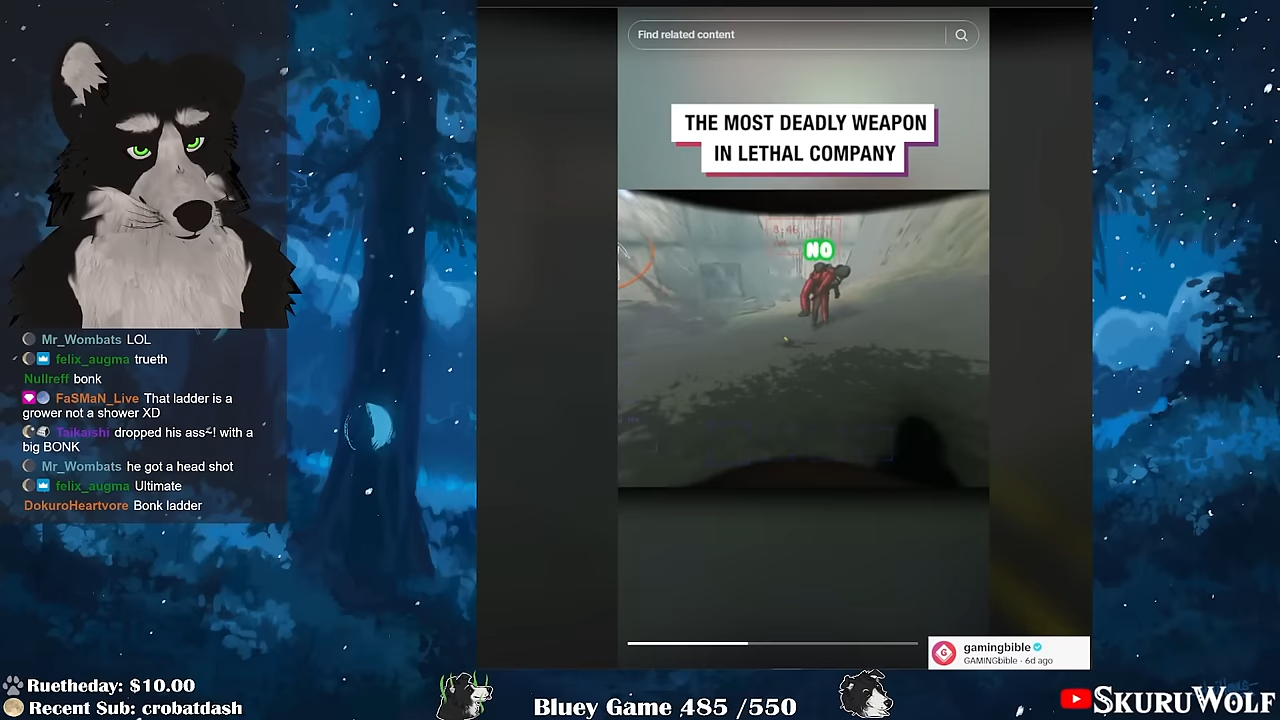 Find related content
THE MOST DEADLY WEAPON
IN LETHAL COMPANY
NO
Mr_Wombats LOL
felix_augma trueth
Nullreff bonk
FaSMaN_Live That ladder is a
grower not a shower XD
Taikaishi dropped his ass~! with a
big BONK
Mr_Wombats he got a head shot
felix_augma Ultimate
DokuroHeartvore Bonk ladder
gamingbible
GAMINGbible · 6d ago
Ruetheday: $10.00
Recent Sub: crobatdash
Bluey Game 485 /550
SkuruWolf